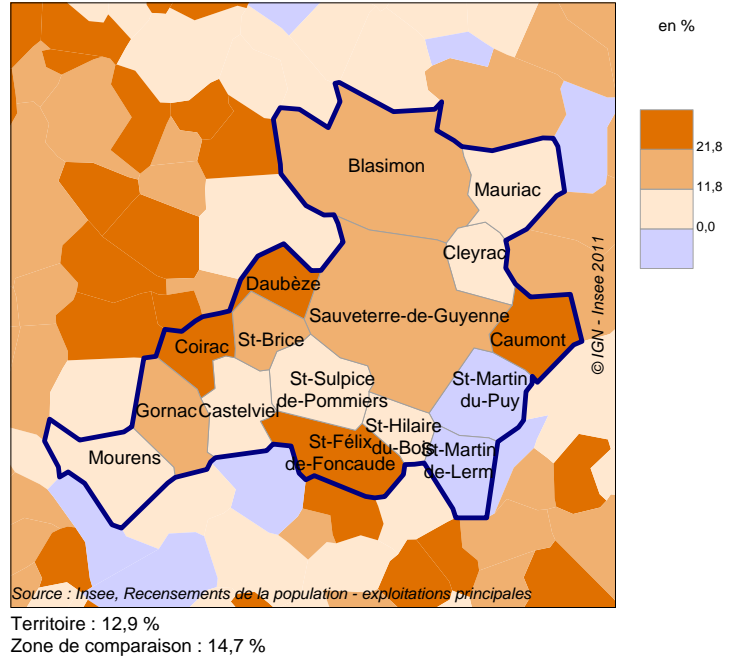 en %
21,8
11,8
0,0
Blasimon
Mauriac
Cleyrac
Daubèze
Sauveterre-de-Guyenne
Caumont
Coirac
St-Brice
St-Sulpice
de-Pommiers
St-Martin
du-Puy
Gornac
Castelviel
St-Hilaire
du-Bois
St-Félix
de-Foncaude
St-Martin
de-Lerm
Mourens
© IGN - Insee 2011
Source : Insee, Recensements de la population - exploitations principales
Territoire : 12,9 %
Zone de comparaison : 14,7 %